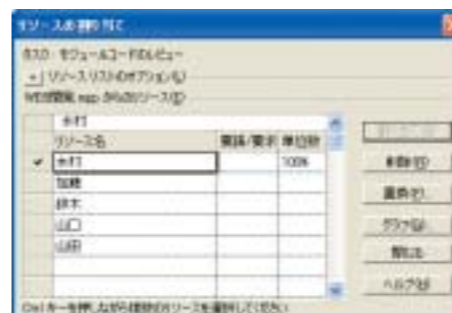 リソースの割り当て
タスク: モジュールコードのレビュー
リソース リストのオプション(L)
WEB開発.mpp からのリソース(R)
木村
リソース名 要請/要求 単位数
木村 100%
加藤
鈴木
山口
山田
削除(R)
置換(P)...
グラフ(G)...
閉じる
ヘルプ(H)
Ctrl キーを押しながら複数のリソースを選択してください